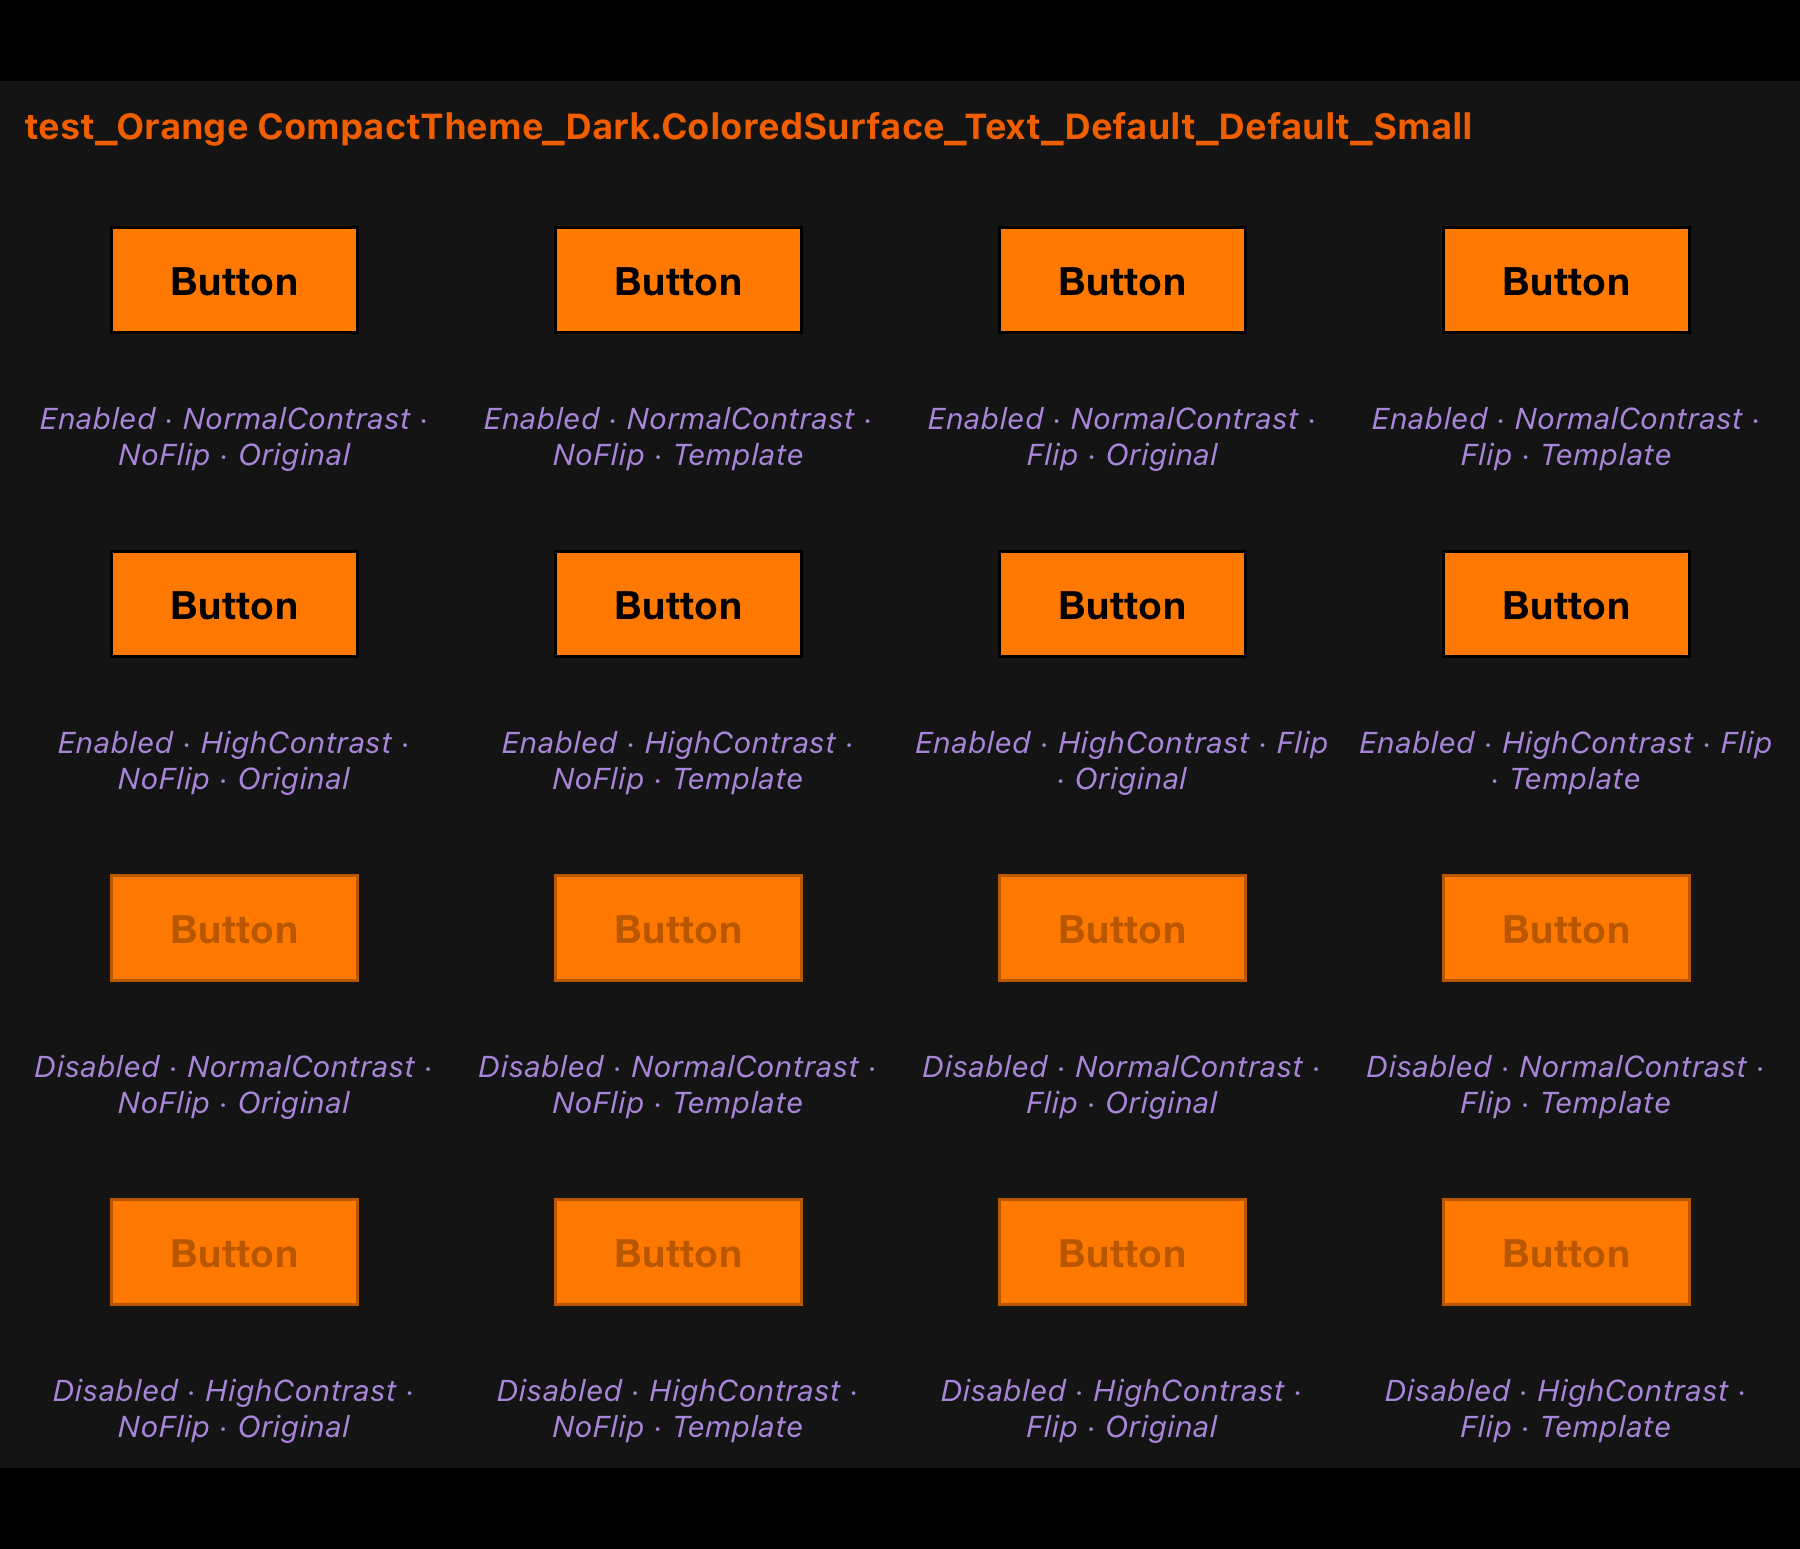 test_Orange CompactTheme_Dark.ColoredSurface_Text_Default_Default_Small
Button Button Button Button
Enabled · NormalContrast · Enabled · NormalContrast · Enabled · NormalContrast · Enabled · NormalContrast ·
NoFlip · Original NoFlip · Template Flip · Original Flip · Template
Button Button Button Button
Enabled · HighContrast · Enabled · HighContrast · Enabled · HighContrast · Flip Enabled · HighContrast · Flip
NoFlip · Original NoFlip · Template · Original · Template
Button Button Button Button
Disabled · NormalContrast · Disabled · NormalContrast · Disabled · NormalContrast · Disabled · NormalContrast ·
NoFlip · Original NoFlip · Template Flip · Original Flip · Template
Button Button Button Button
Disabled · HighContrast · Disabled · HighContrast · Disabled · HighContrast · Disabled · HighContrast ·
NoFlip · Original NoFlip · Template Flip · Original Flip · Template